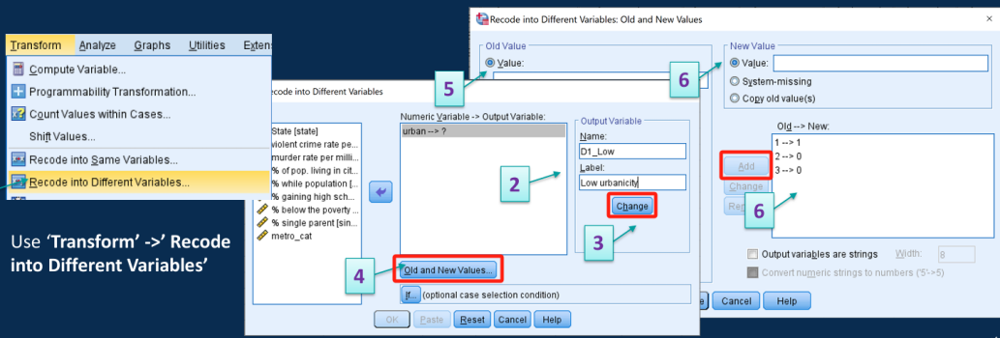 Transform Analyze Graphs Utilities Exten
Compute Variable...
Programmability Transformation...
Count Values within Cases...
Shift Values...
Recode into Same Variables...
Recode into Different Variables...
Use ‘Transform’ ->’ Recode
into Different Variables’
ecode into Different Variables
State [state]
violent crime rate pe...
murder rate per milli...
% of pop. living in cit...
% while population [...
% gaining high sch...
% below the poverty ...
% single parent [sin...
metro_cat
Numeric Variable -> Output Variable:
urban --> ?
Output Variable
Name:
D1_Low
Label:
Low urbanicity
Change
2
3
4
Old and New Values...
If... (optional case selection condition)
OK Paste Reset Cancel Help
Recode into Different Variables: Old and New Values
Old Value
Value:
5
New Value
Value:
System-missing
Copy old value(s)
6
Old --> New:
1 --> 1
2 --> 0
3 --> 0
Add
Change
6
Output variables are strings Width: 8
Convert numeric strings to numbers ('5'->5)
Cancel Help